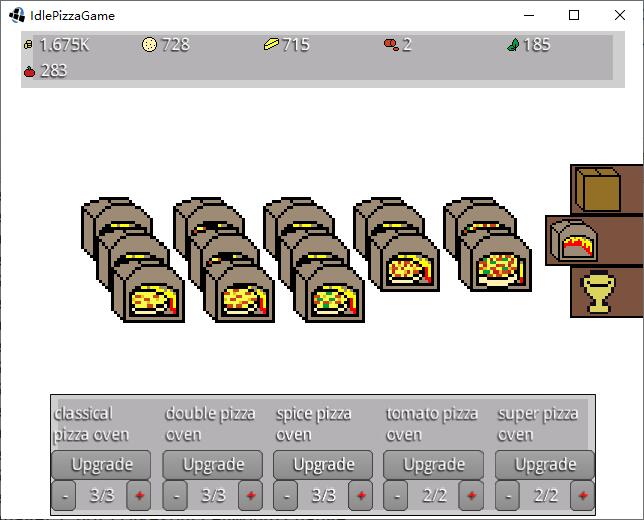 IdlePizzaGame
1.675K 728 715 2 185
283
classical pizza oven
double pizza oven
spice pizza oven
tomato pizza oven
super pizza oven
Upgrade Upgrade Upgrade Upgrade Upgrade
- 3/3 + - 3/3 + - 3/3 + - 2/2 + - 2/2 +